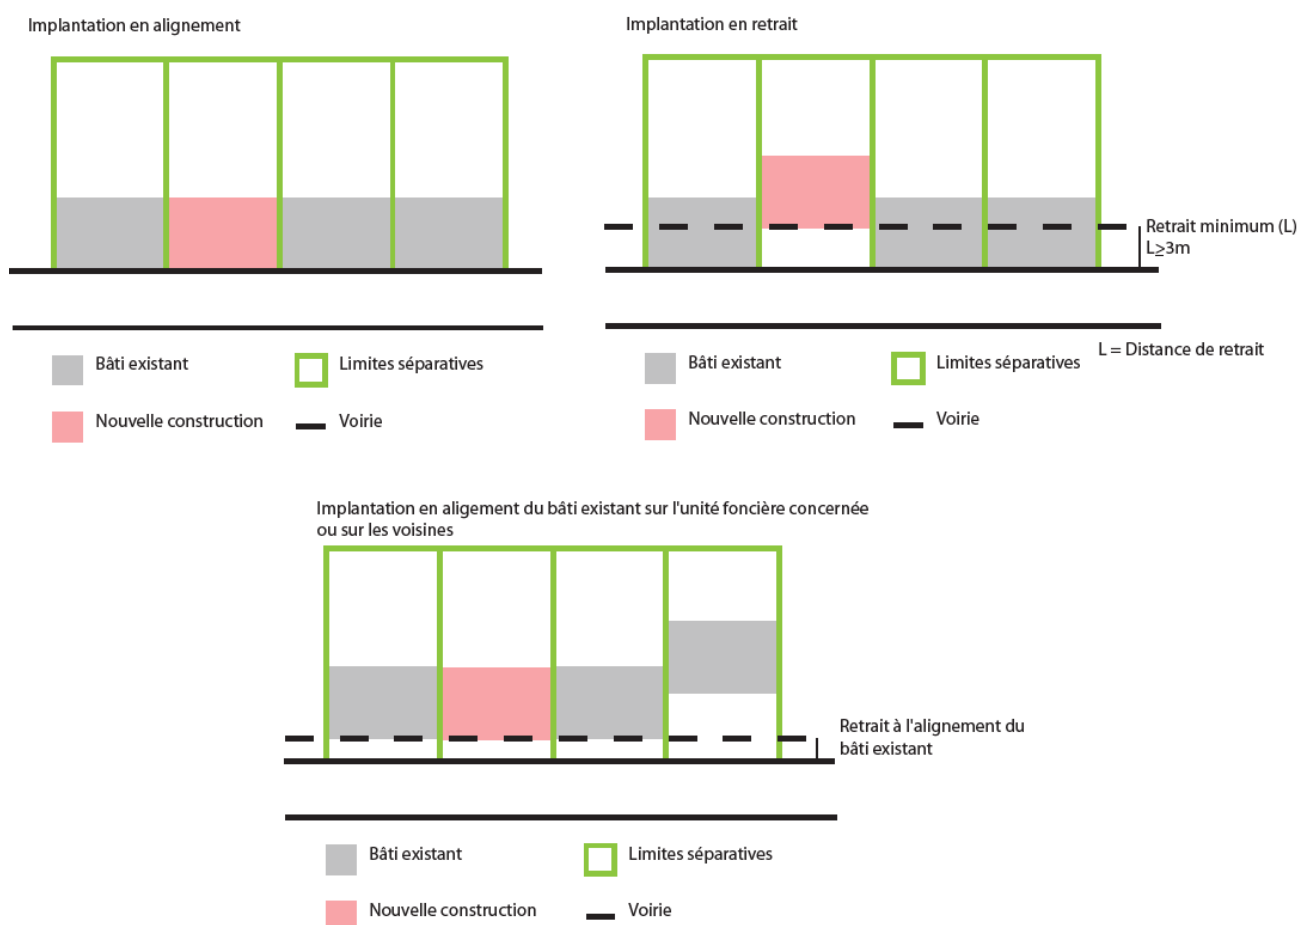 Implantation en alignement
Implantation en retrait
Retrait minimum (L)
L≥3m
L = Distance de retrait
Bâti existant
Limites séparatives
Nouvelle construction
Voirie
Bâti existant
Limites séparatives
Nouvelle construction
Voirie
Implantation en aligement du bâti existant sur l'unité foncière concernée
ou sur les voisines
Retrait à l'alignement du
bâti existant
Bâti existant
Limites séparatives
Nouvelle construction
Voirie